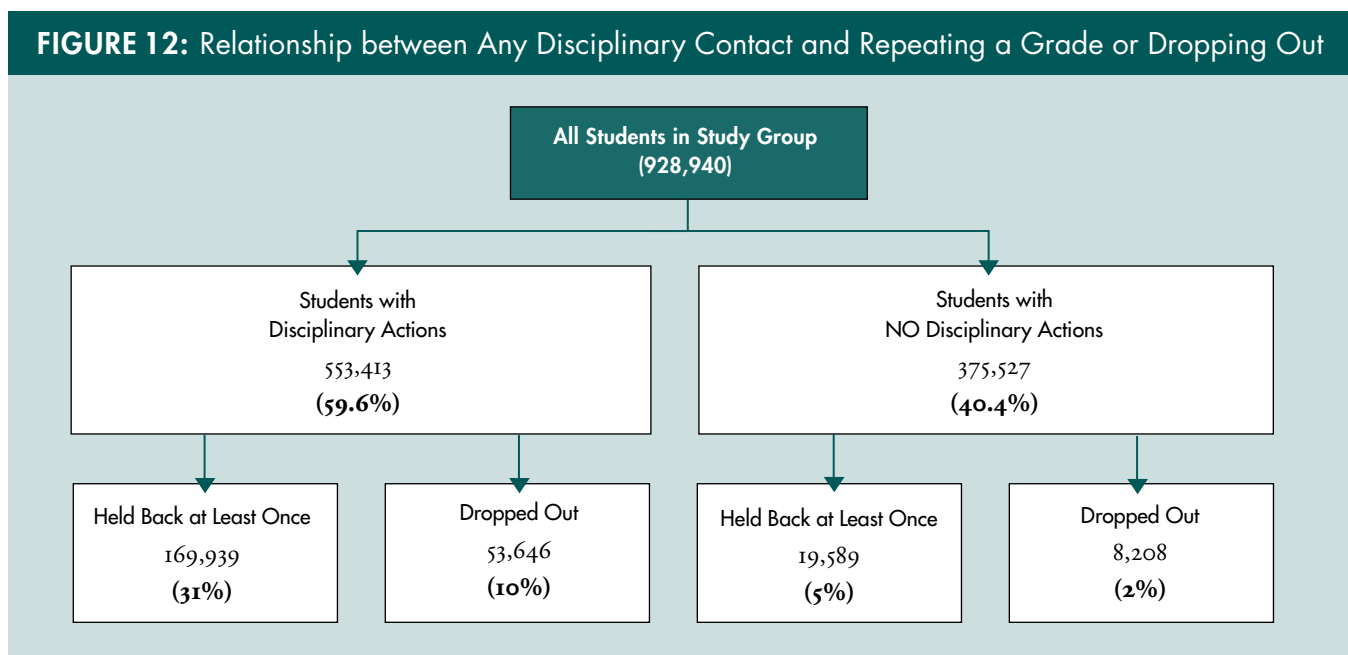 FIGURE 12: Relationship between Any Disciplinary Contact and Repeating a Grade or Dropping Out
All Students in Study Group
(928,940)
Students with
Disciplinary Actions
553,413
(59.6%)
Students with
NO Disciplinary Actions
375,527
(40.4%)
Held Back at Least Once
169,939
(31%)
Dropped Out
53,646
(10%)
Held Back at Least Once
19,589
(5%)
Dropped Out
8,208
(2%)